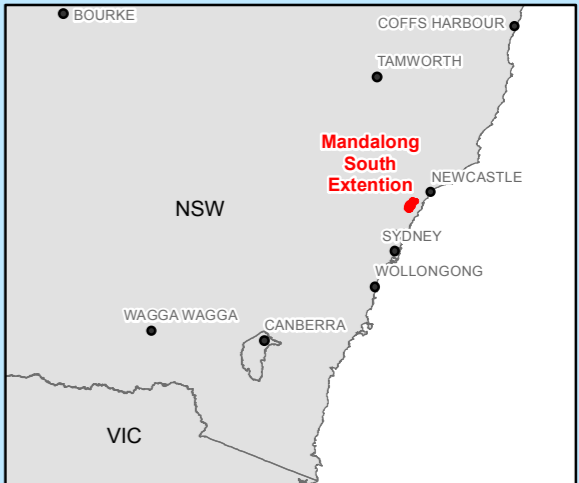 BOURKE
COFFS HARBOUR
TAMWORTH
Mandalong
South
Extention
NEWCASTLE
NSW
SYDNEY
WOLLONGONG
WAGGA WAGGA
CANBERRA
VIC